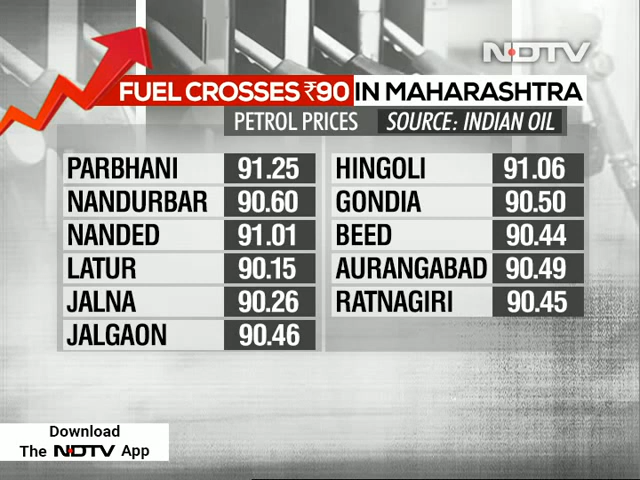 NDTV
FUEL CROSSES ₹90 IN MAHARASHTRA
PETROL PRICES SOURCE: INDIAN OIL
PARBHANI 91.25 HINGOLI 91.06
NANDURBAR 90.60 GONDIA 90.50
NANDED 91.01 BEED 90.44
LATUR 90.15 AURANGABAD 90.49
JALNA 90.26 RATNAGIRI 90.45
JALGAON 90.46
Download
The NDTV App